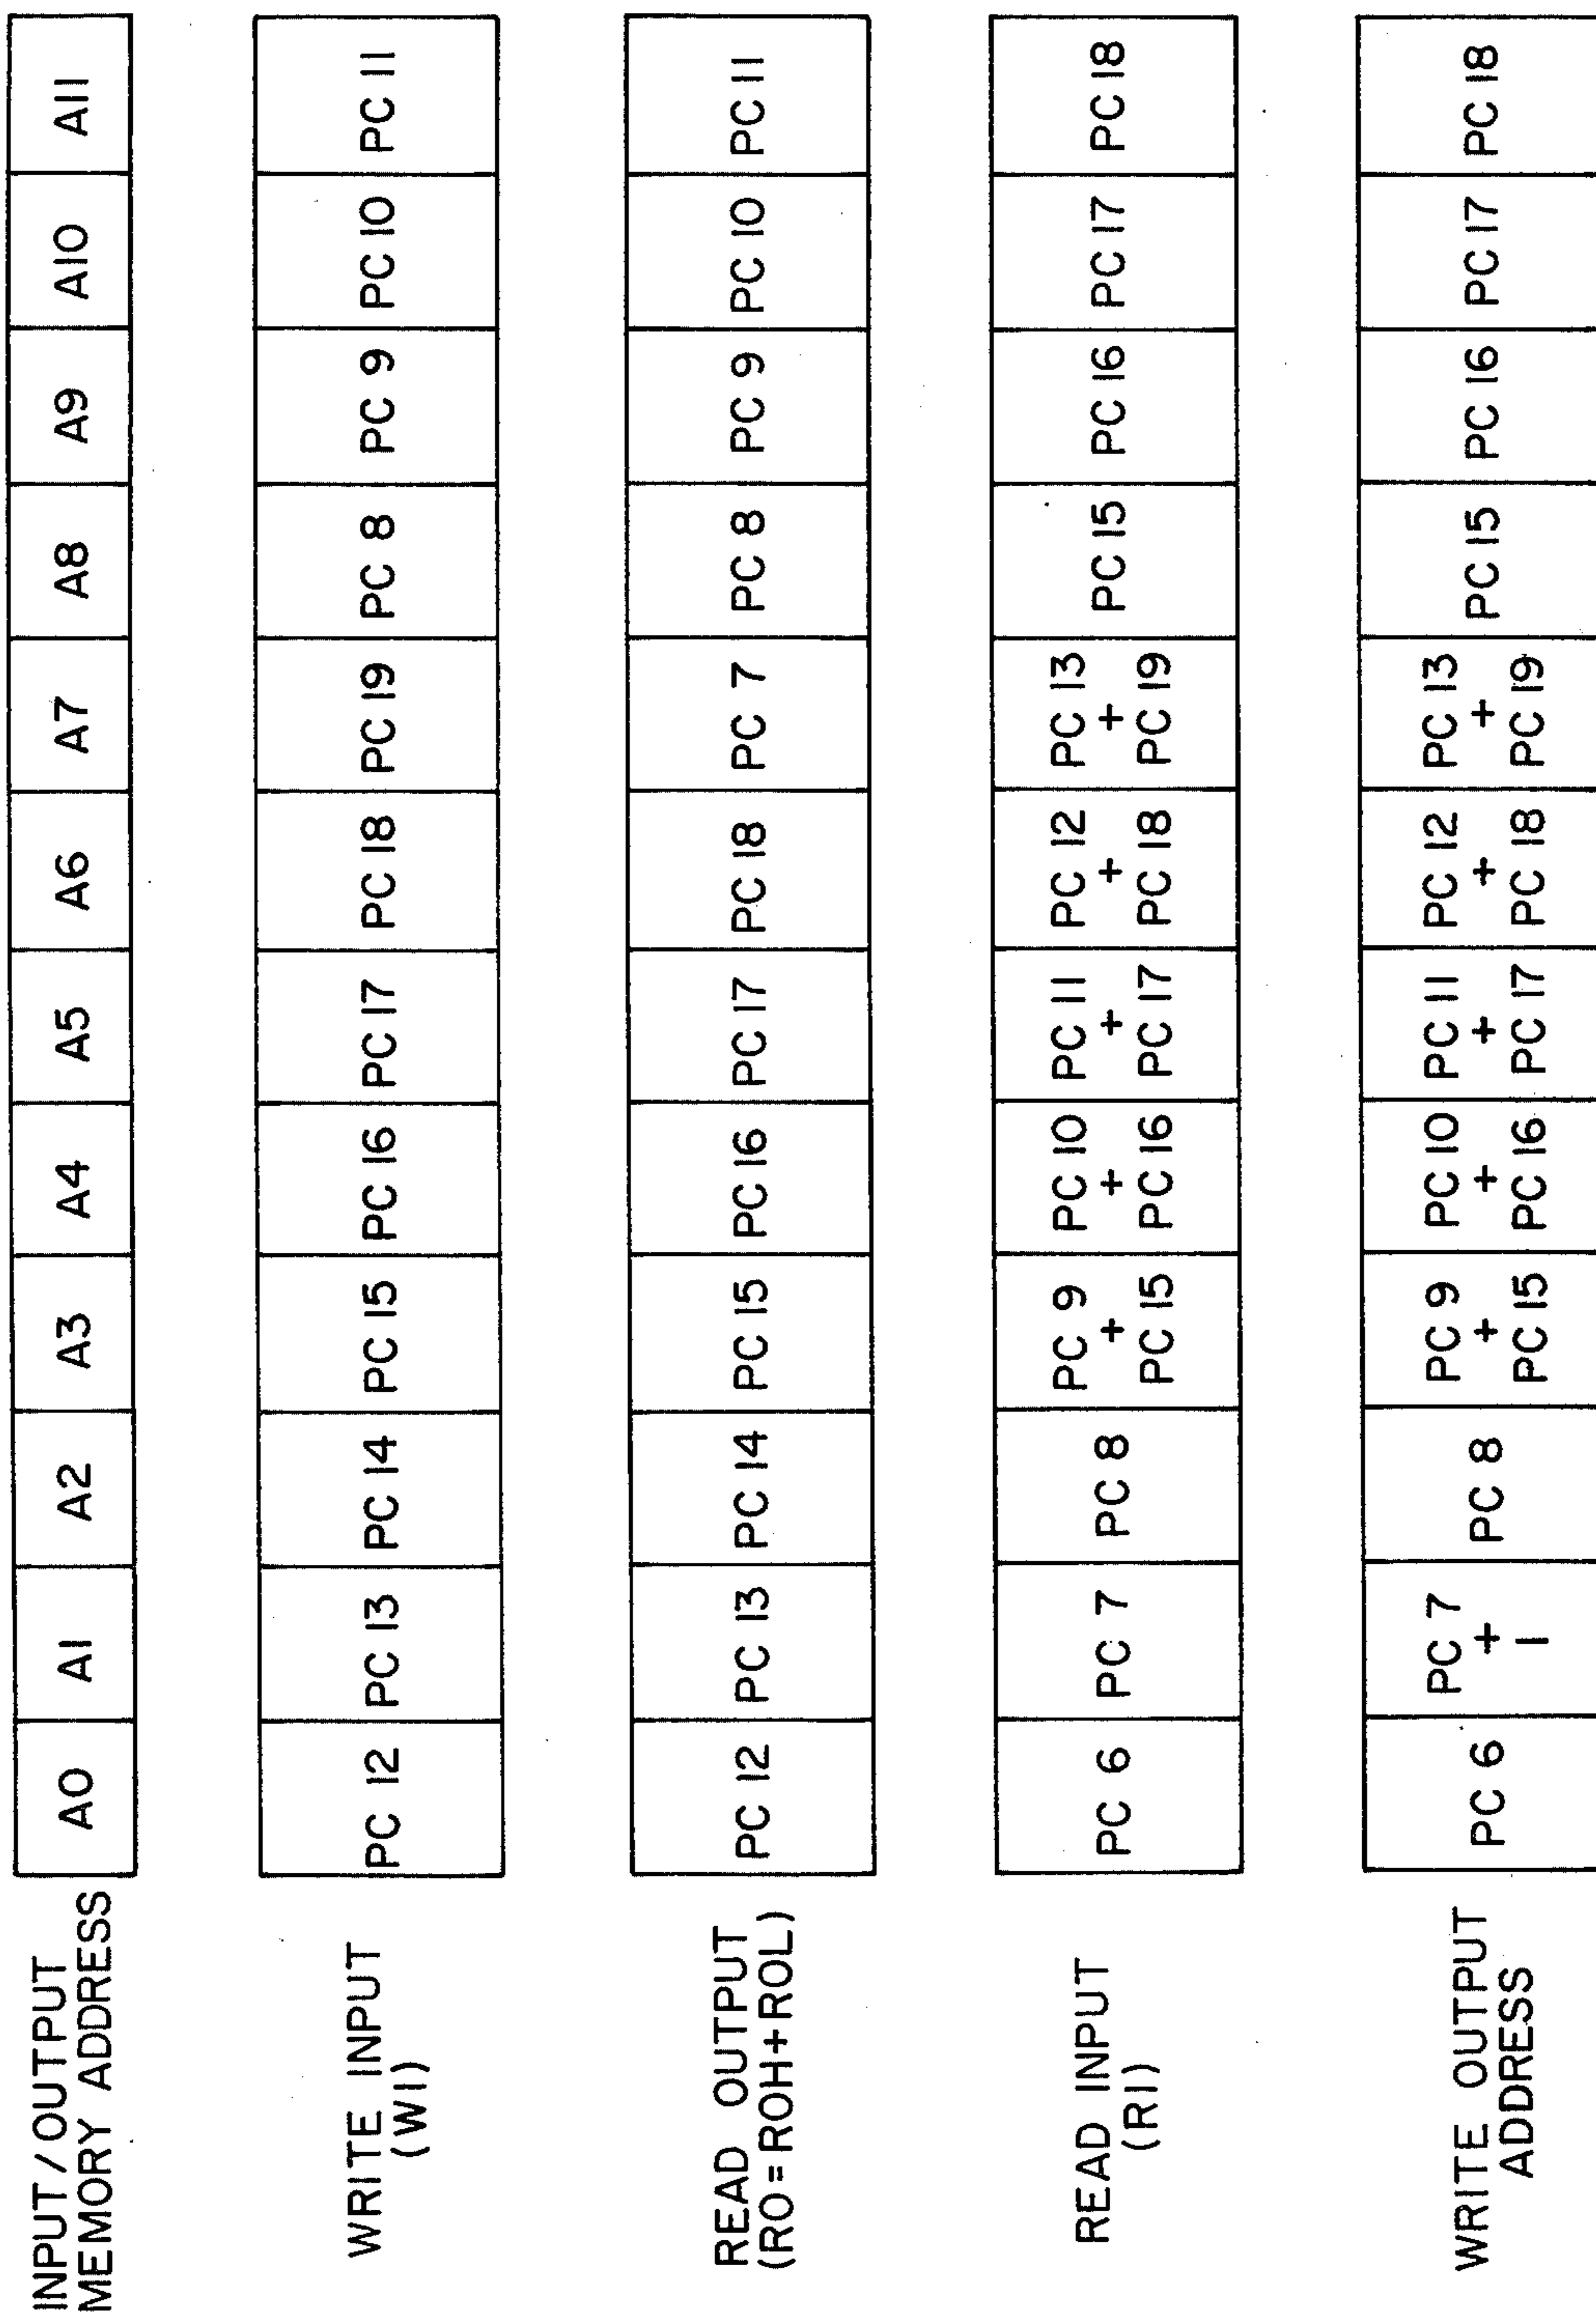 INPUT/OUTPUT
MEMORY ADDRESS
A0
A1
A2
A3
A4
A5
A6
A7
A8
A9
A10
A11
WRITE INPUT
(WI)
PC 12
PC 13
PC 14
PC 15
PC 16
PC 17
PC 18
PC 19
PC 8
PC 9
PC 10
PC 11
READ OUTPUT
(RO = ROH+ROL)
PC 12
PC 13
PC 14
PC 15
PC 16
PC 17
PC 18
PC 7
PC 8
PC 9
PC 10
PC 11
READ INPUT
(RI)
PC 6
PC 7
PC 8
PC 9
+
PC 15
PC 10
+
PC 16
PC 11
+
PC 17
PC 12
+
PC 18
PC 13
+
PC 19
PC 15
PC 16
PC 17
PC 18
WRITE OUTPUT
ADDRESS
PC 6
PC 7
+
1
PC 8
PC 9
+
PC 15
PC 10
+
PC 16
PC 11
+
PC 17
PC 12
+
PC 18
PC 13
+
PC 19
PC 15
PC 16
PC 17
PC 18